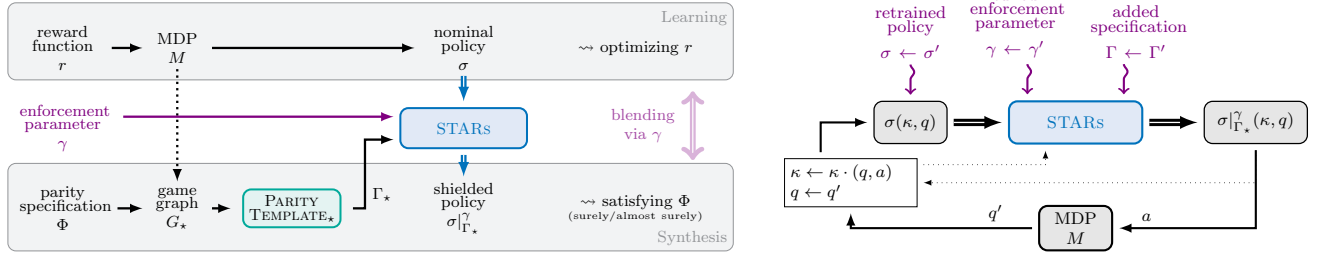 Learning
reward
function
r
MDP
M
nominal
policy
σ
⇝ optimizing r
enforcement
parameter
γ
STARs
blending
via γ
parity
specification
Φ
game
graph
G⋆
PARITY
TEMPLATE⋆
Γ⋆
shielded
policy
σ|^γ_Γ⋆
⇝ satisfying Φ
(surely/almost surely)
Synthesis
retrained
policy
σ ← σ′
enforcement
parameter
γ ← γ′
added
specification
Γ ← Γ′
σ(κ, q)
STARs
σ|^γ_Γ⋆(κ, q)
κ ← κ · (q, a)
q ← q′
q′
MDP
M
a